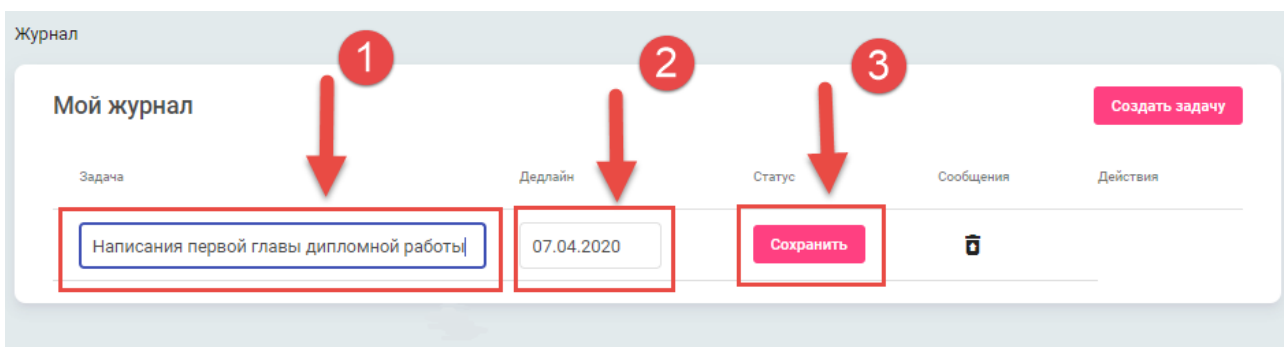 Журнал
1 2 3
Мой журнал Создать задачу
Задача Дедлайн Статус Сообщения Действия
Написания первой главы дипломной работы 07.04.2020 Сохранить